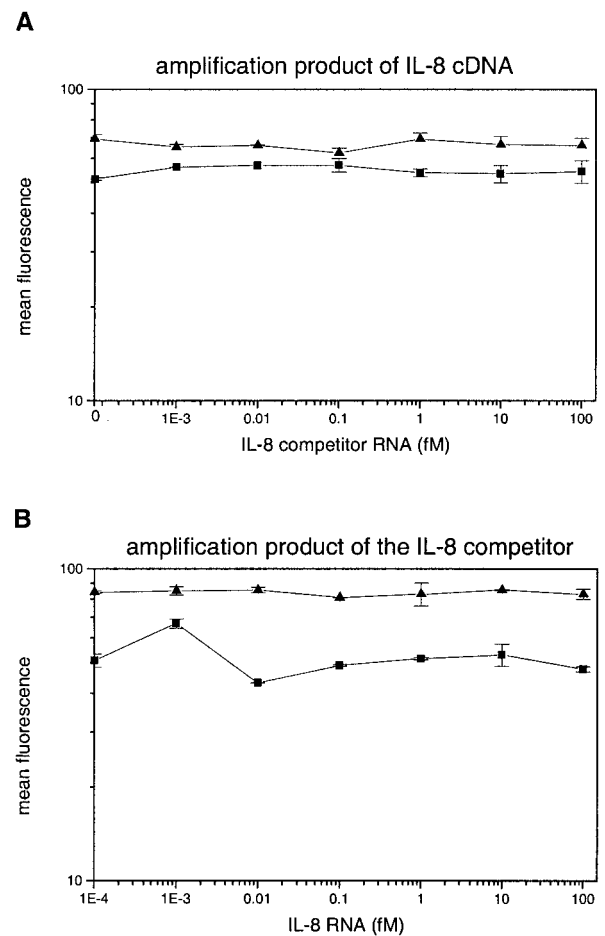 A
amplification product of IL-8 cDNA
100
mean fluorescence
10
0 1E-3 0.01 0.1 1 10 100
IL-8 competitor RNA (fM)
B
amplification product of the IL-8 competitor
100
mean fluorescence
10
1E-4 1E-3 0.01 0.1 1 10 100
IL-8 RNA (fM)